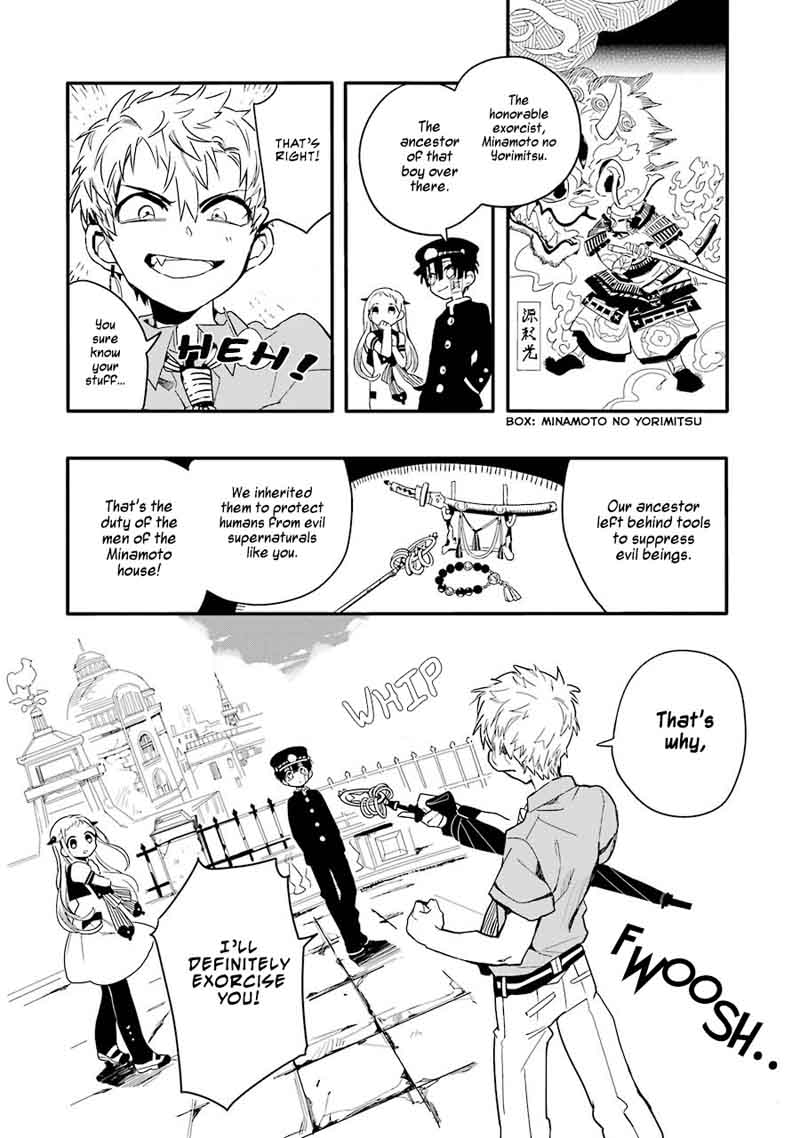 源頼光
BOX: MINAMOTO NO YORIMITSU
The
honorable
exorcist,
Minamoto no
Yorimitsu
The
ancestor
of that
boy over
there.
THAT'S
RIGHT!
You
sure know
your
stuff...
HEH!
Our ancestor
left behind tools
to suppress
evil beings.
We inherited
them to protect
humans from evil
supernaturals
like you.
That's the
duty of the
men of the
Minamoto
house!
WHIP
That's
why,
I'LL
DEFINITELY
EXORCISE
YOU!
FWOOSH..